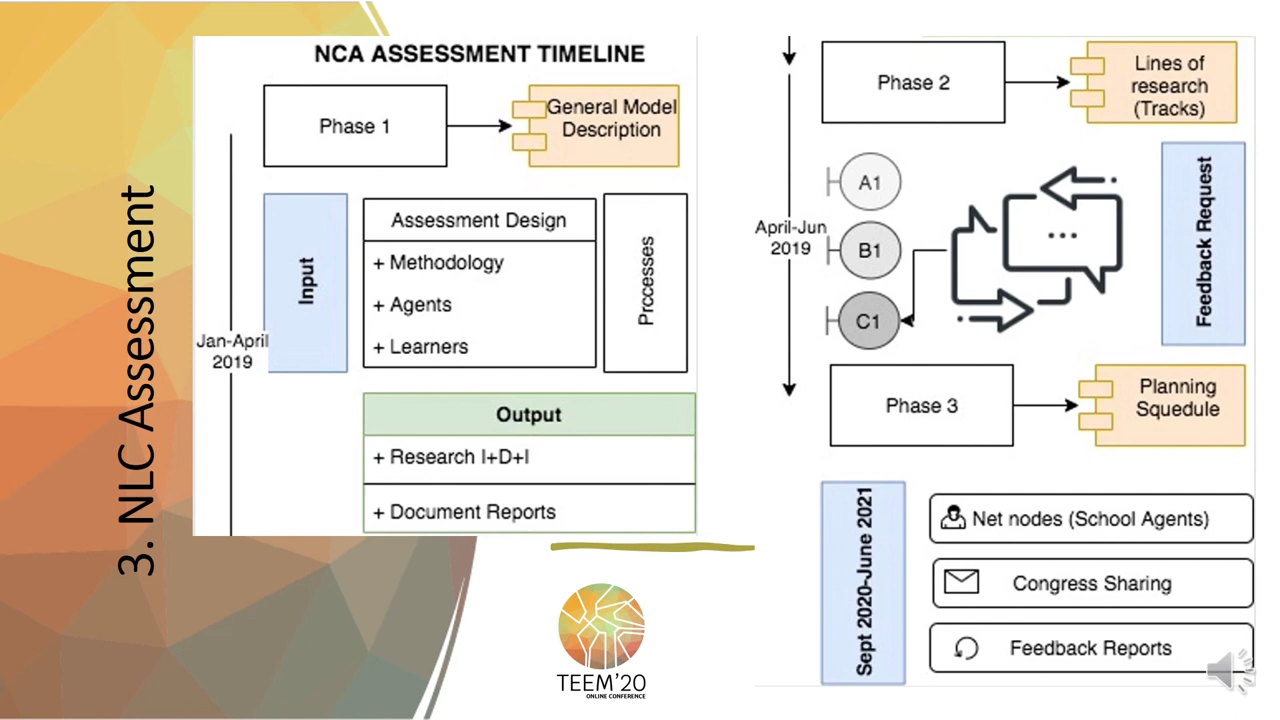 3. NLC Assessment
NCA ASSESSMENT TIMELINE
Phase 1
General Model
Description
Input
Assessment Design
+ Methodology
+ Agents
+ Learners
Prccesses
Jan-April
2019
Output
+ Research I+D+I
+ Document Reports
Phase 2
Lines of
research
(Tracks)
A1
B1
C1
April-Jun
2019
Feedback Request
Phase 3
Planning
Squedule
Sept 2020-June 2021
Net nodes (School Agents)
Congress Sharing
Feedback Reports
TEEM'20
ONLINE CONFERENCE